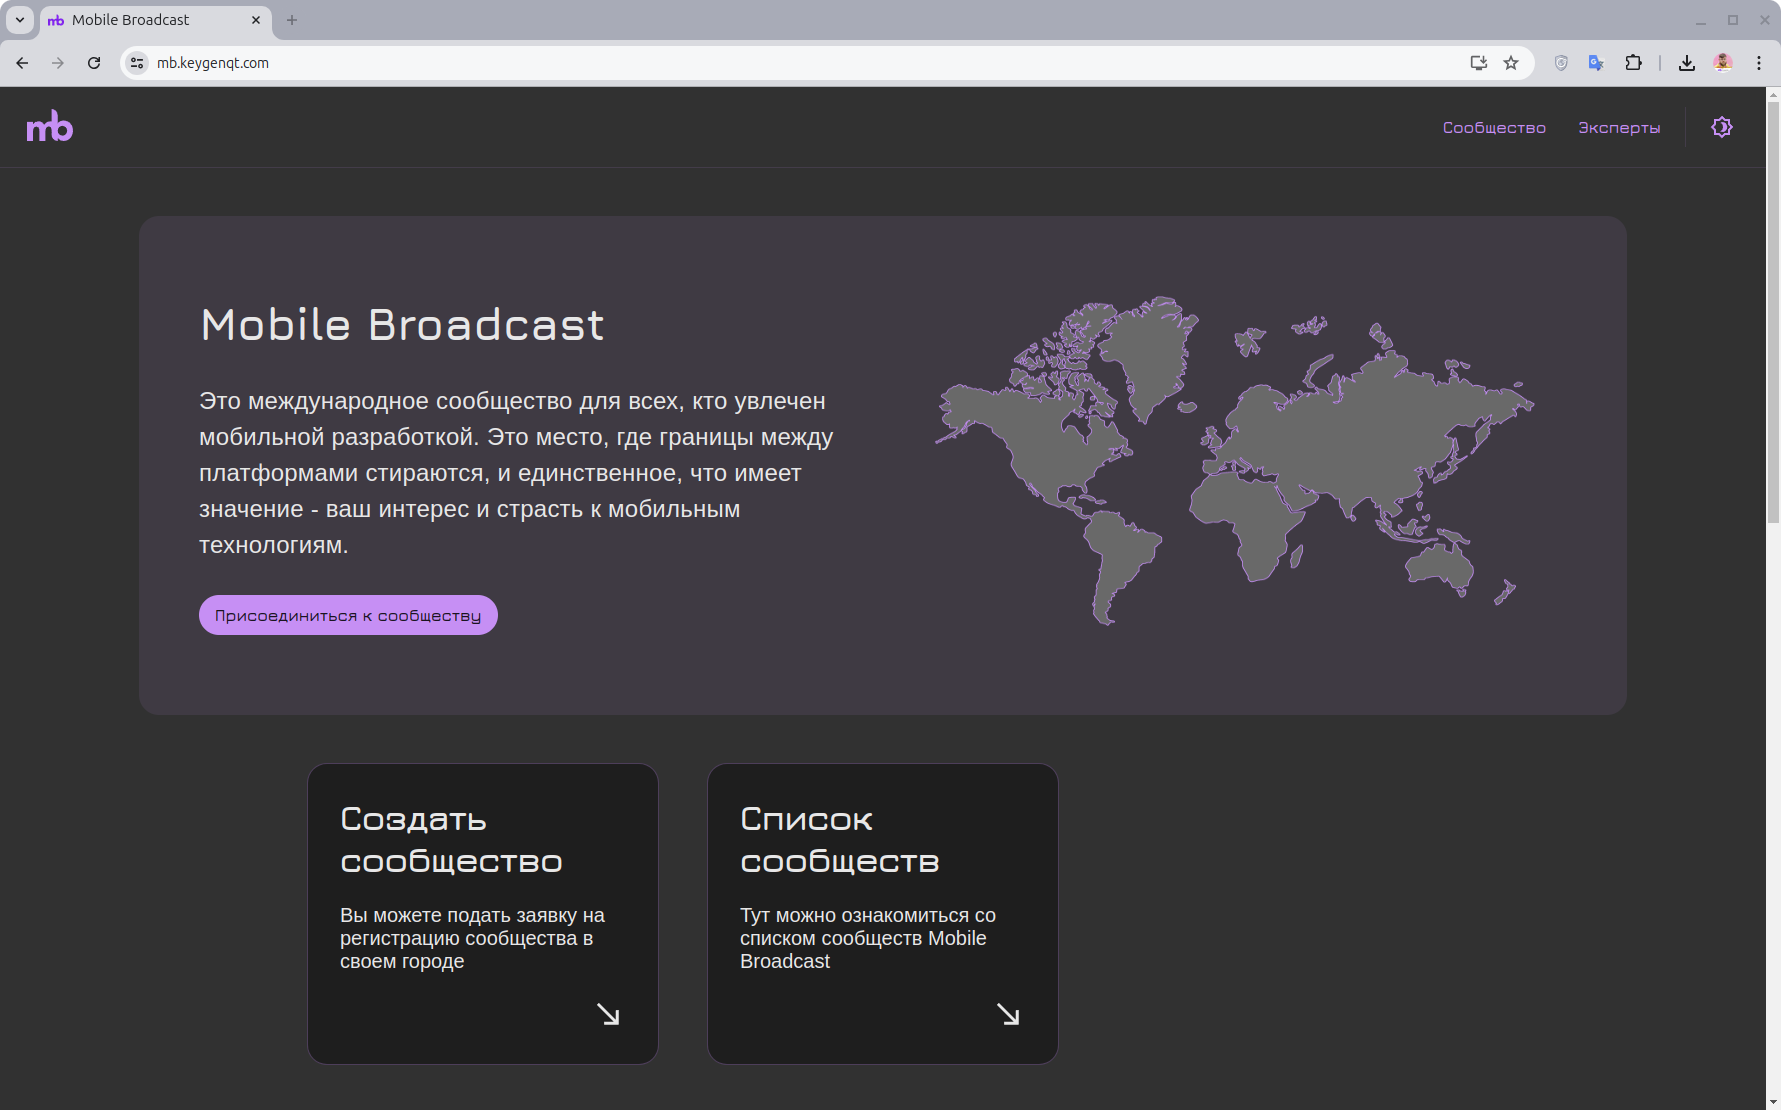 Mobile Broadcast
mb.keygenqt.com
mb
Сообщество
Эксперты
Mobile Broadcast
Это международное сообщество для всех, кто увлечен
мобильной разработкой. Это место, где границы между
платформами стираются, и единственное, что имеет
значение - ваш интерес и страсть к мобильным
технологиям.
Присоединиться к сообществу
Создать
сообщество
Вы можете подать заявку на
регистрацию сообщества в
своем городе
Список
сообществ
Тут можно ознакомиться со
списком сообществ Mobile
Broadcast